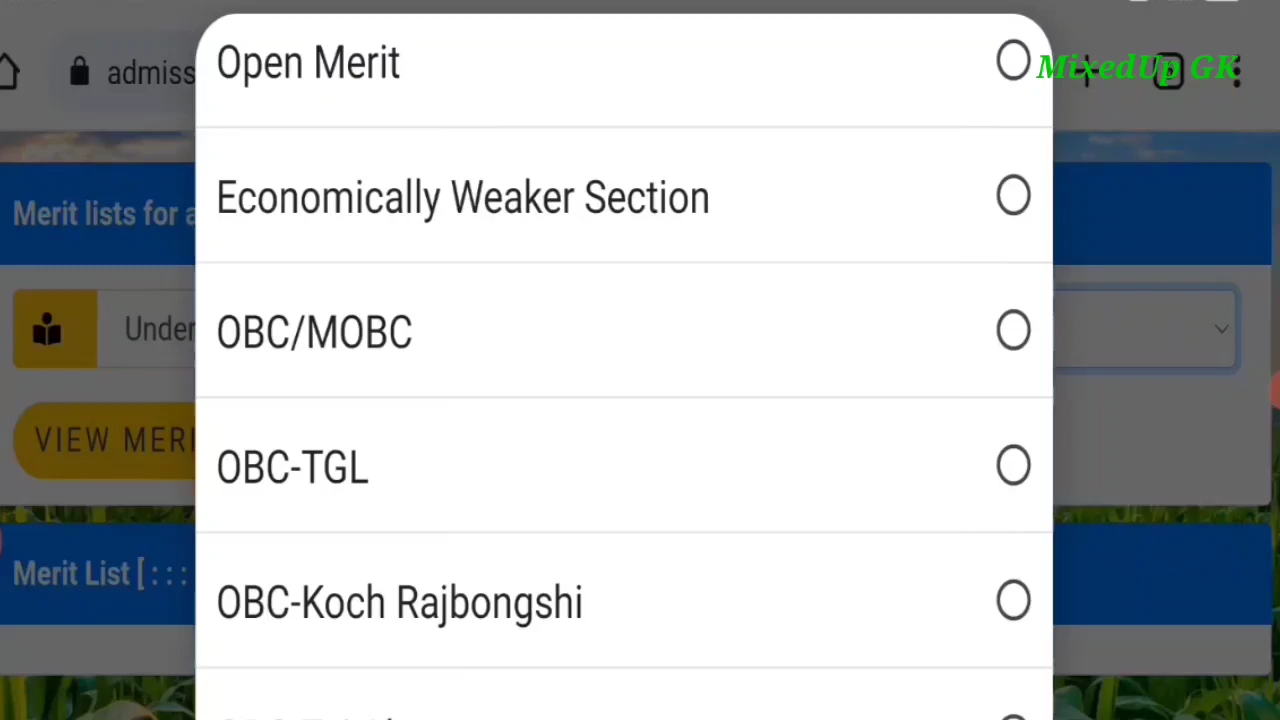 Open Merit
MixedUp GK
admiss
Economically Weaker Section
Merit lists for a
OBC/MOBC
Under
VIEW MERI
OBC-TGL
Merit List [ : : :
OBC-Koch Rajbongshi